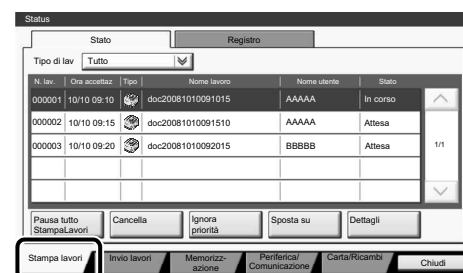 Status
Stato Registro
Tipo di lav Tutto
N. lav. Ora accettaz Tipo Nome lavoro Nome utente Stato
000001 10/10 09:10 doc20081010091015 AAAAA In corso
000002 10/10 09:15 doc20081010091510 AAAAA Attesa
000003 10/10 09:20 doc20081010092015 BBBBB Attesa
1/1
Pausa tutto
StampaLavori
Cancella
Ignora
priorità
Sposta su
Dettagli
Stampa lavori
Invio lavori
Memorizz-
azione
Periferica/
Comunicazione
Carta/Ricambi
Chiudi